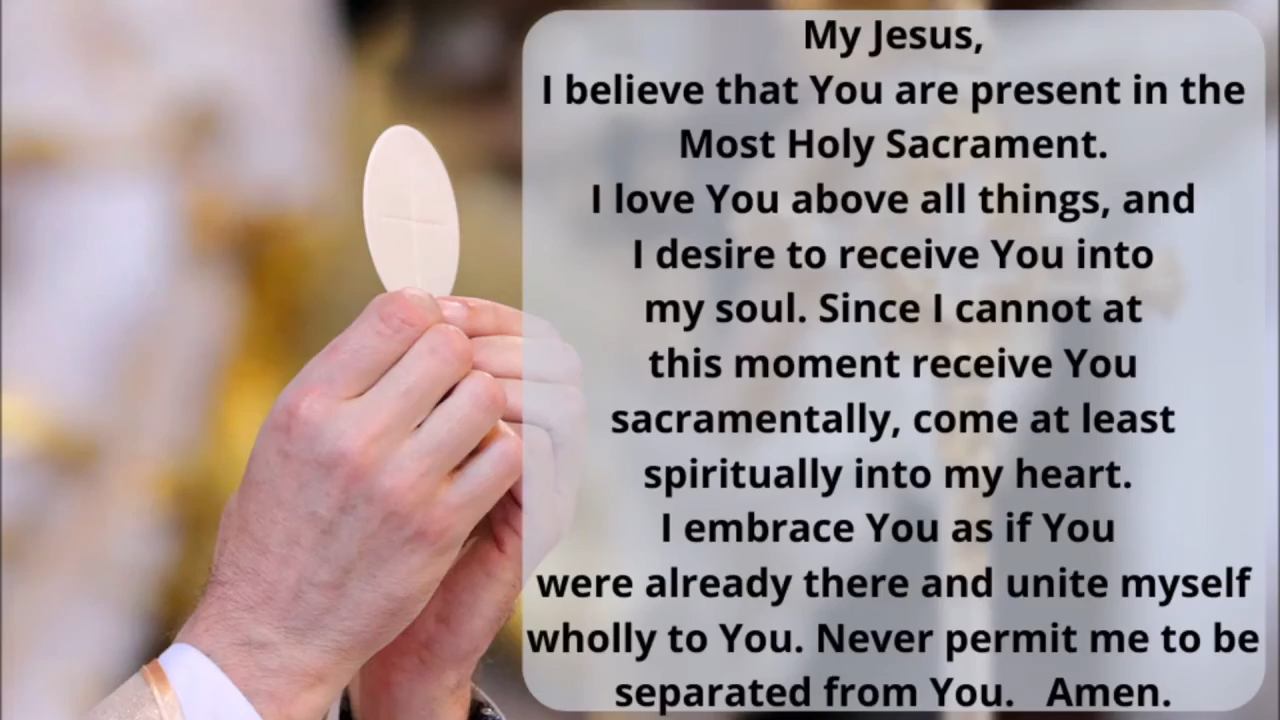 My Jesus,
I believe that You are present in the
Most Holy Sacrament.
I love You above all things, and
I desire to receive You into
my soul. Since I cannot at
this moment receive You
sacramentally, come at least
spiritually into my heart.
I embrace You as if You
were already there and unite myself
wholly to You. Never permit me to be
separated from You. Amen.